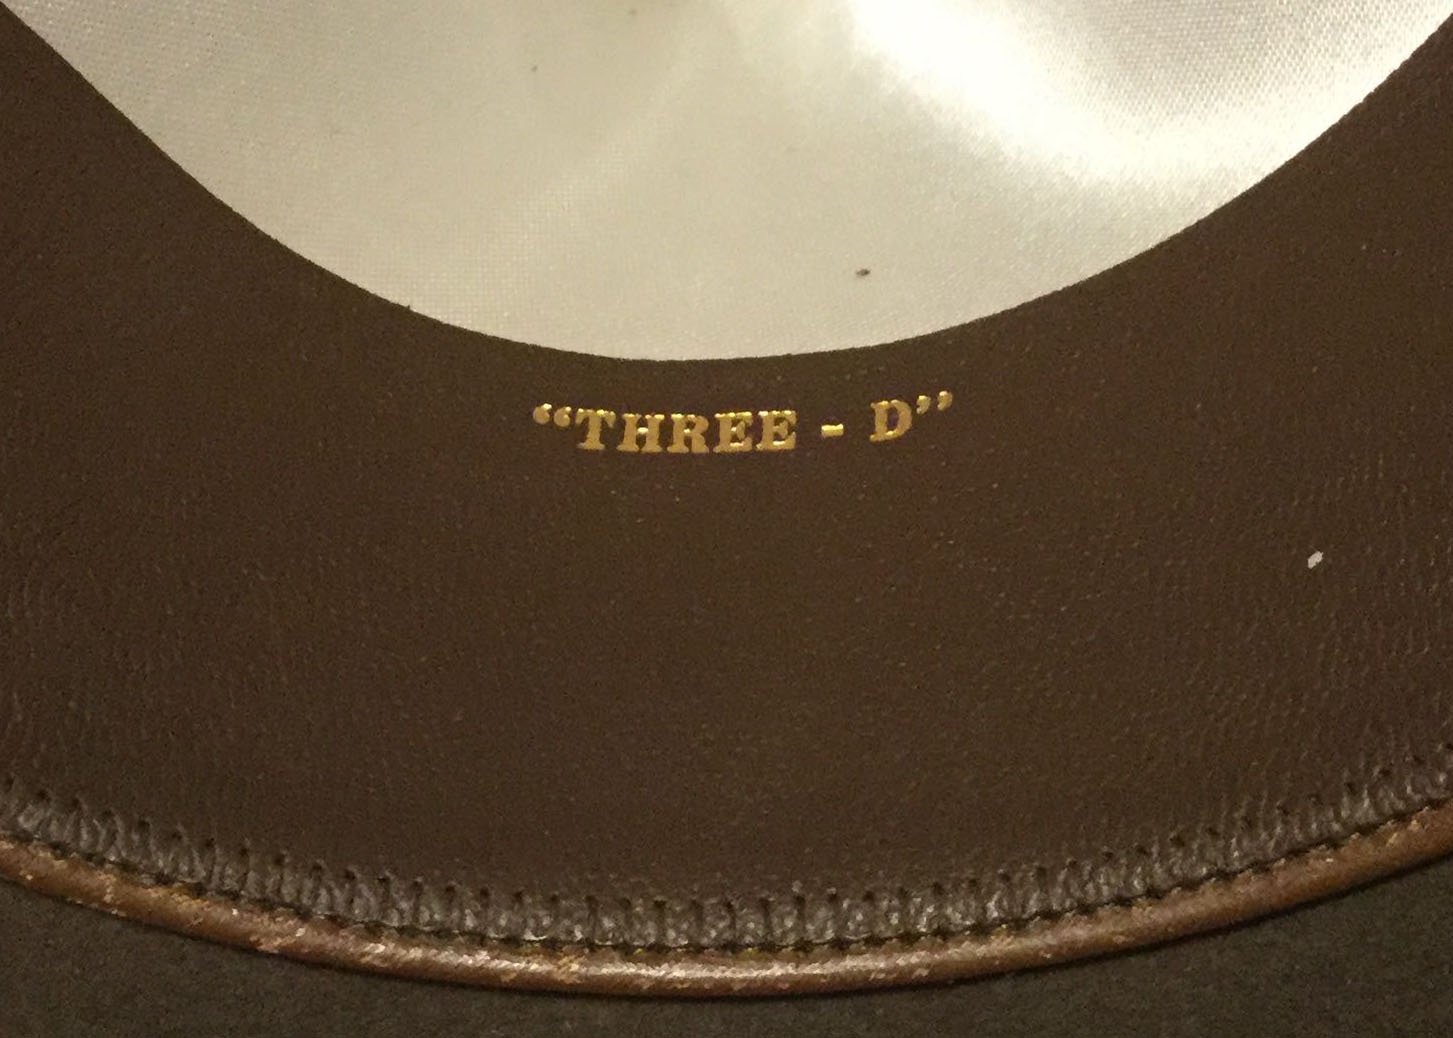 “THREE - D”